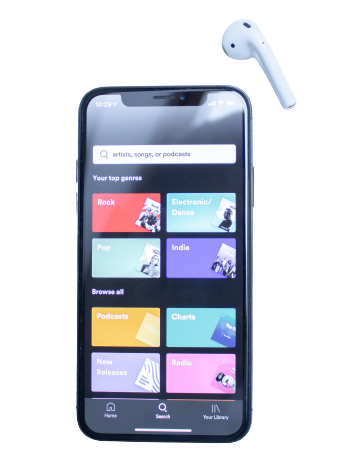 10:29
artists, songs, or podcasts
Your top genres
Rock
Electronic/
Dance
Pop
Indie
Browse all
Podcasts
Charts
New
Releases
Radio
Home
Search
Your Library